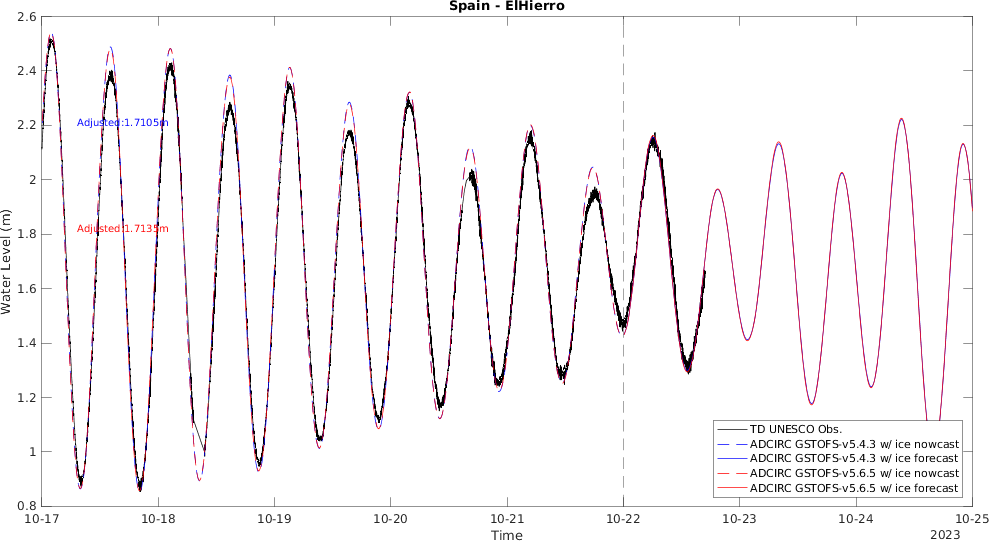 Spain - ElHierro
2.6
2.4
2.2
2
1.8
1.6
1.4
1.2
1
0.8
Water Level (m)
Adjusted:1.7105m
Adjusted:1.7135m
TD UNESCO Obs.
ADCIRC GSTOFS-v5.4.3 w/ ice nowcast
ADCIRC GSTOFS-v5.4.3 w/ ice forecast
ADCIRC GSTOFS-v5.6.5 w/ ice nowcast
ADCIRC GSTOFS-v5.6.5 w/ ice forecast
10-17 10-18 10-19 10-20 10-21 10-22 10-23 10-24 10-25
Time
2023